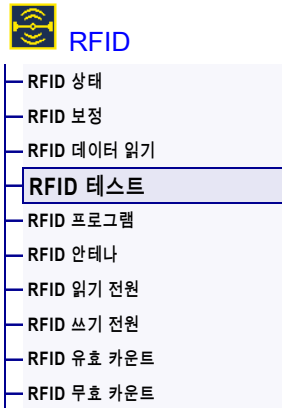 RFID
RFID 상태
RFID 보정
RFID 데이터 읽기
RFID 테스트
RFID 프로그램
RFID 안테나
RFID 읽기 전원
RFID 쓰기 전원
RFID 유효 카운트
RFID 무효 카운트